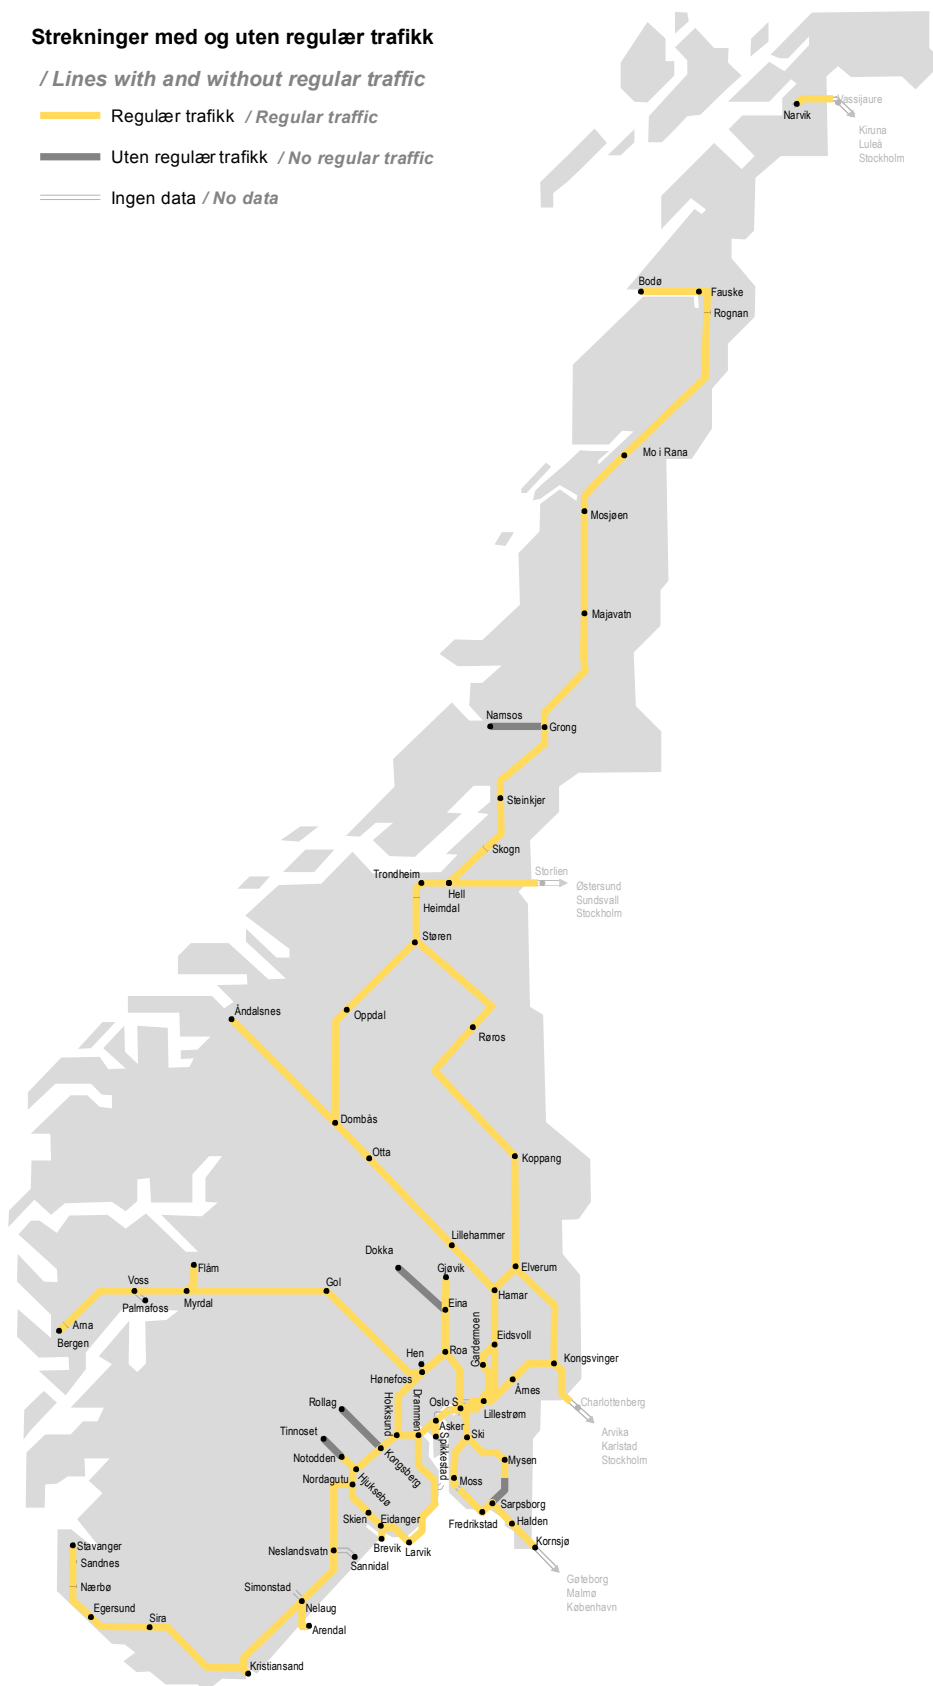 Strekninger med og uten regulær trafikk
/ Lines with and without regular traffic
Regulær trafikk / Regular traffic
Uten regulær trafikk / No regular traffic
Ingen data / No data
Vassijaure
Narvik
Kiruna
Luleå
Stockholm
Bodø
Fauske
Rognan
Mo i Rana
Mosjøen
Majavatn
Namsos
Grong
Steinkjer
Skogn
Trondheim
Hell
Storlien
Østersund
Sundsvall
Stockholm
Heimdal
Støren
Åndalsnes
Oppdal
Røros
Dombås
Otta
Koppang
Lillehammer
Dokka
Gjøvik
Elverum
Flåm
Voss
Palmafoss
Myrdal
Gol
Hamar
Eina
Arna
Bergen
Gardermoen
Eidsvoll
Hen
Roa
Kongsvinger
Hønefoss
Årnes
Rollag
Hokksund
Drammen
Oslo S
Lillestrøm
Charlottenberg
Arvika
Karlstad
Stockholm
Asker
Ski
Tinnoset
Spikkestad
Notodden
Kongsberg
Mysen
Nordagutu
Hjuksebø
Moss
Sarpsborg
Skien
Eidanger
Fredrikstad
Halden
Brevik
Larvik
Kornsjø
Stavanger
Sandnes
Neslandsvatn
Sannidal
Gøteborg
Malmø
København
Nærbø
Simonstad
Nelaug
Egersund
Sira
Arendal
Kristiansand